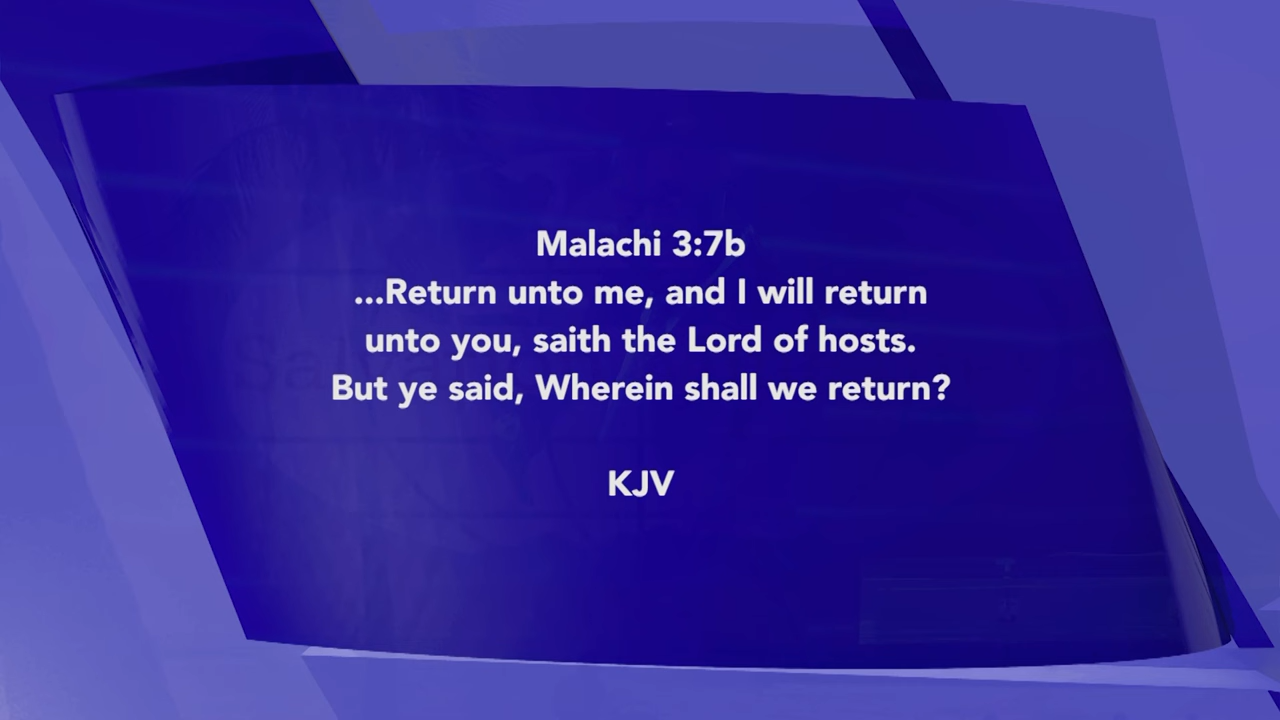 Malachi 3:7b
...Return unto me, and I will return
unto you, saith the Lord of hosts.
But ye said, Wherein shall we return?
KJV